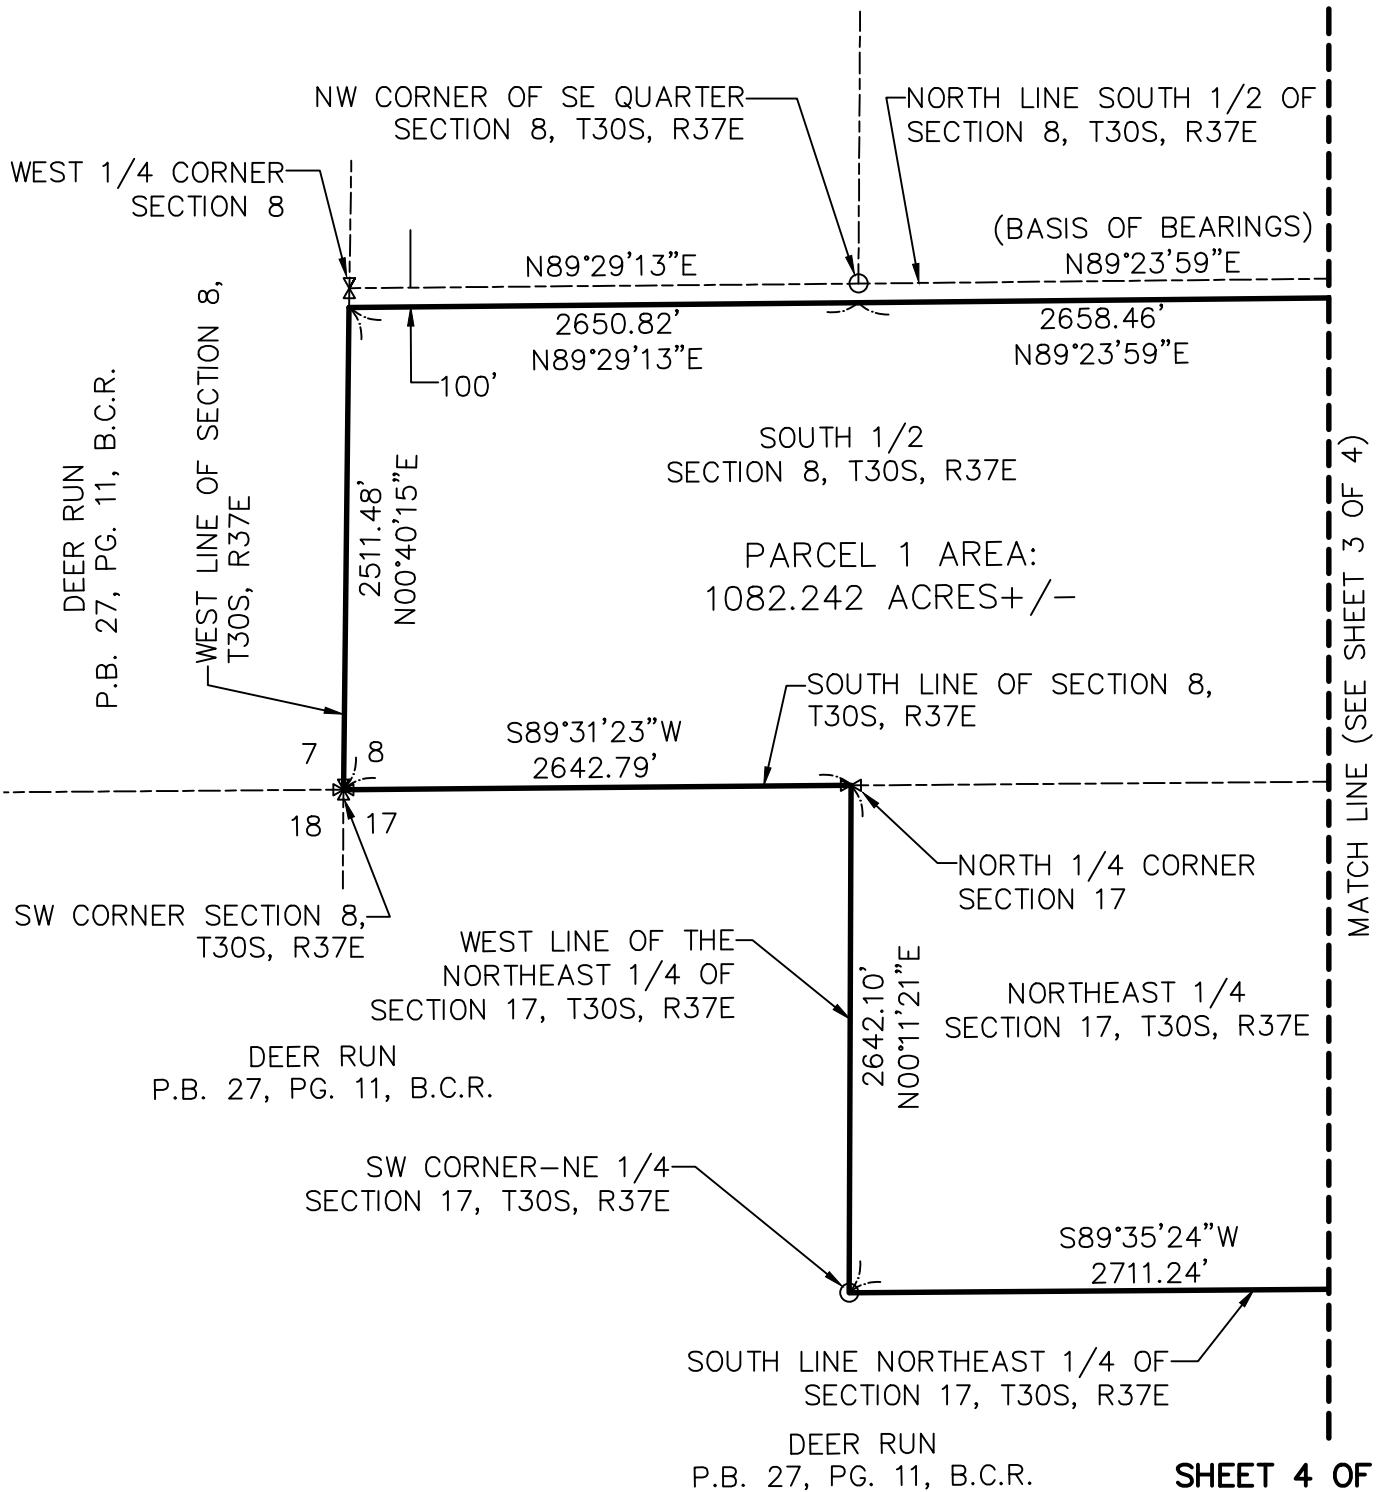 NW CORNER OF SE QUARTER
SECTION 8, T30S, R37E
NORTH LINE SOUTH 1/2 OF
SECTION 8, T30S, R37E
WEST 1/4 CORNER
SECTION 8
(BASIS OF BEARINGS)
N89°29'13"E
N89°23'59"E
2650.82'
N89°29'13"E
2658.46'
N89°23'59"E
100'
DEER RUN
P.B. 27, PG. 11, B.C.R.
WEST LINE OF SECTION 8,
T30S, R37E
2511.48'
N00°40'15"E
SOUTH 1/2
SECTION 8, T30S, R37E
PARCEL 1 AREA:
1082.242 ACRES+/-
MATCH LINE (SEE SHEET 3 OF 4)
SOUTH LINE OF SECTION 8,
T30S, R37E
S89°31'23"W
2642.79'
7 8
18 17
NORTH 1/4 CORNER
SECTION 17
SW CORNER SECTION 8,
T30S, R37E
WEST LINE OF THE
NORTHEAST 1/4 OF
SECTION 17, T30S, R37E
2642.10'
N00°11'21"E
NORTHEAST 1/4
SECTION 17, T30S, R37E
DEER RUN
P.B. 27, PG. 11, B.C.R.
SW CORNER-NE 1/4
SECTION 17, T30S, R37E
S89°35'24"W
2711.24'
SOUTH LINE NORTHEAST 1/4 OF
SECTION 17, T30S, R37E
DEER RUN
P.B. 27, PG. 11, B.C.R.
SHEET 4 OF